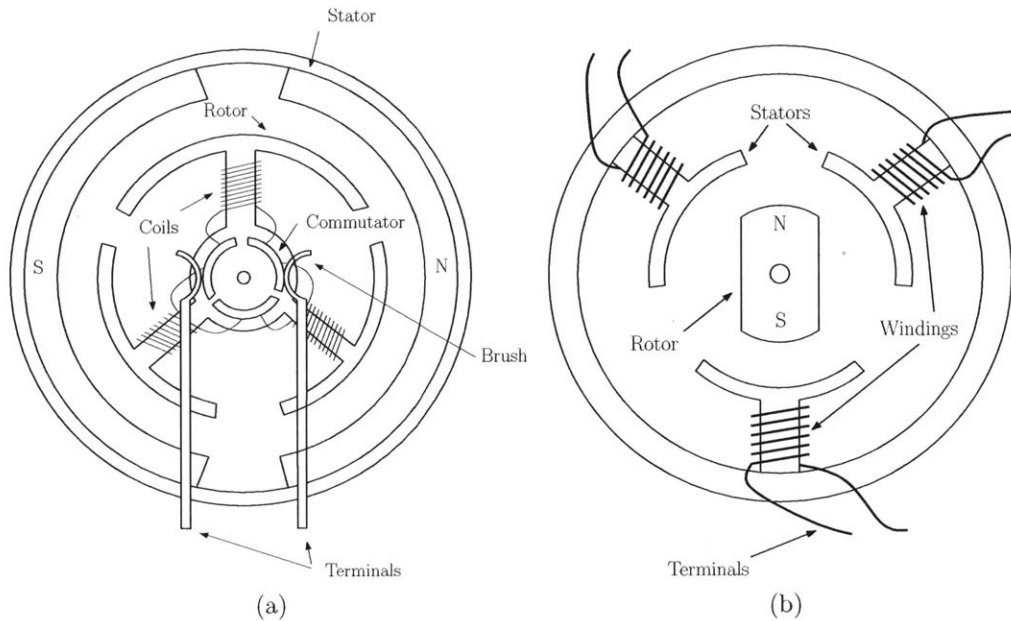 Stator
Rotor
Coils
Commutator
S
N
Brush
Terminals
(a)
Stators
N
S
Rotor
Windings
Terminals
(b)